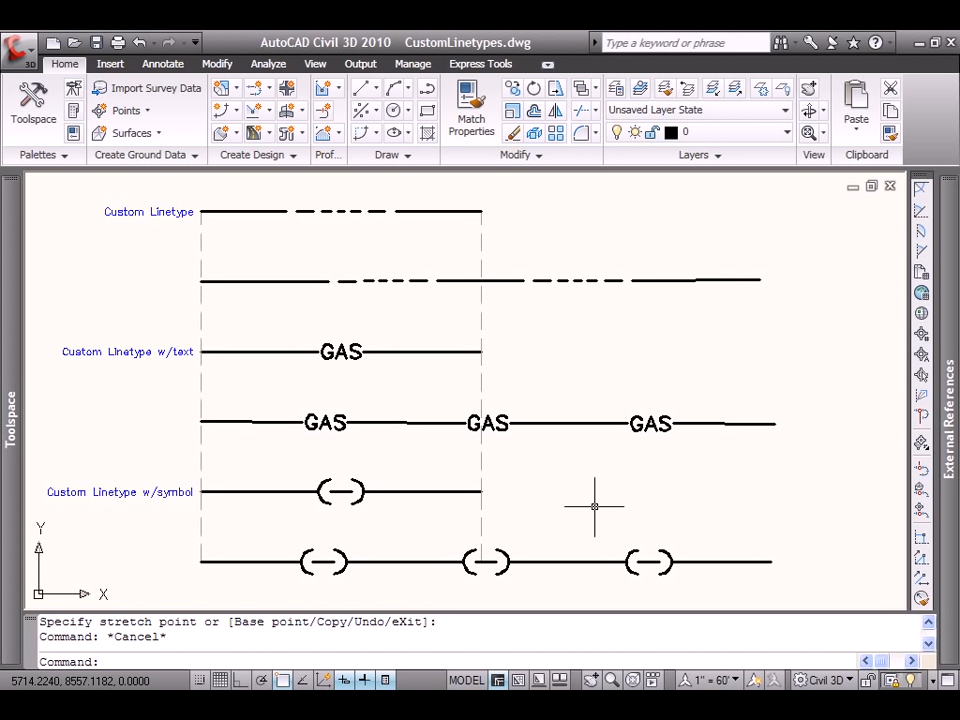 AutoCAD Civil 3D 2010 CustomLinetypes.dwg
Type a keyword or phrase
3D
Home Insert Annotate Modify View Analyze Output Manage Express Tools
Import Survey Data
Points
Surfaces
Toolspace
Match
Properties
Unsaved Layer State
0
Paste
Palettes Create Ground Data Create Design Prof... Draw Modify Layers View Clipboard
Custom Linetype
Custom Linetype w/text
GAS
GAS GAS GAS
Custom Linetype w/symbol
Y
X
Toolspace
External References
Specify stretch point or [Base point/Copy/Undo/eXit]:
Command: *Cancel*
Command:
5714.2240, 8557.1182, 0.0000
MODEL
1" = 60'
Civil 3D